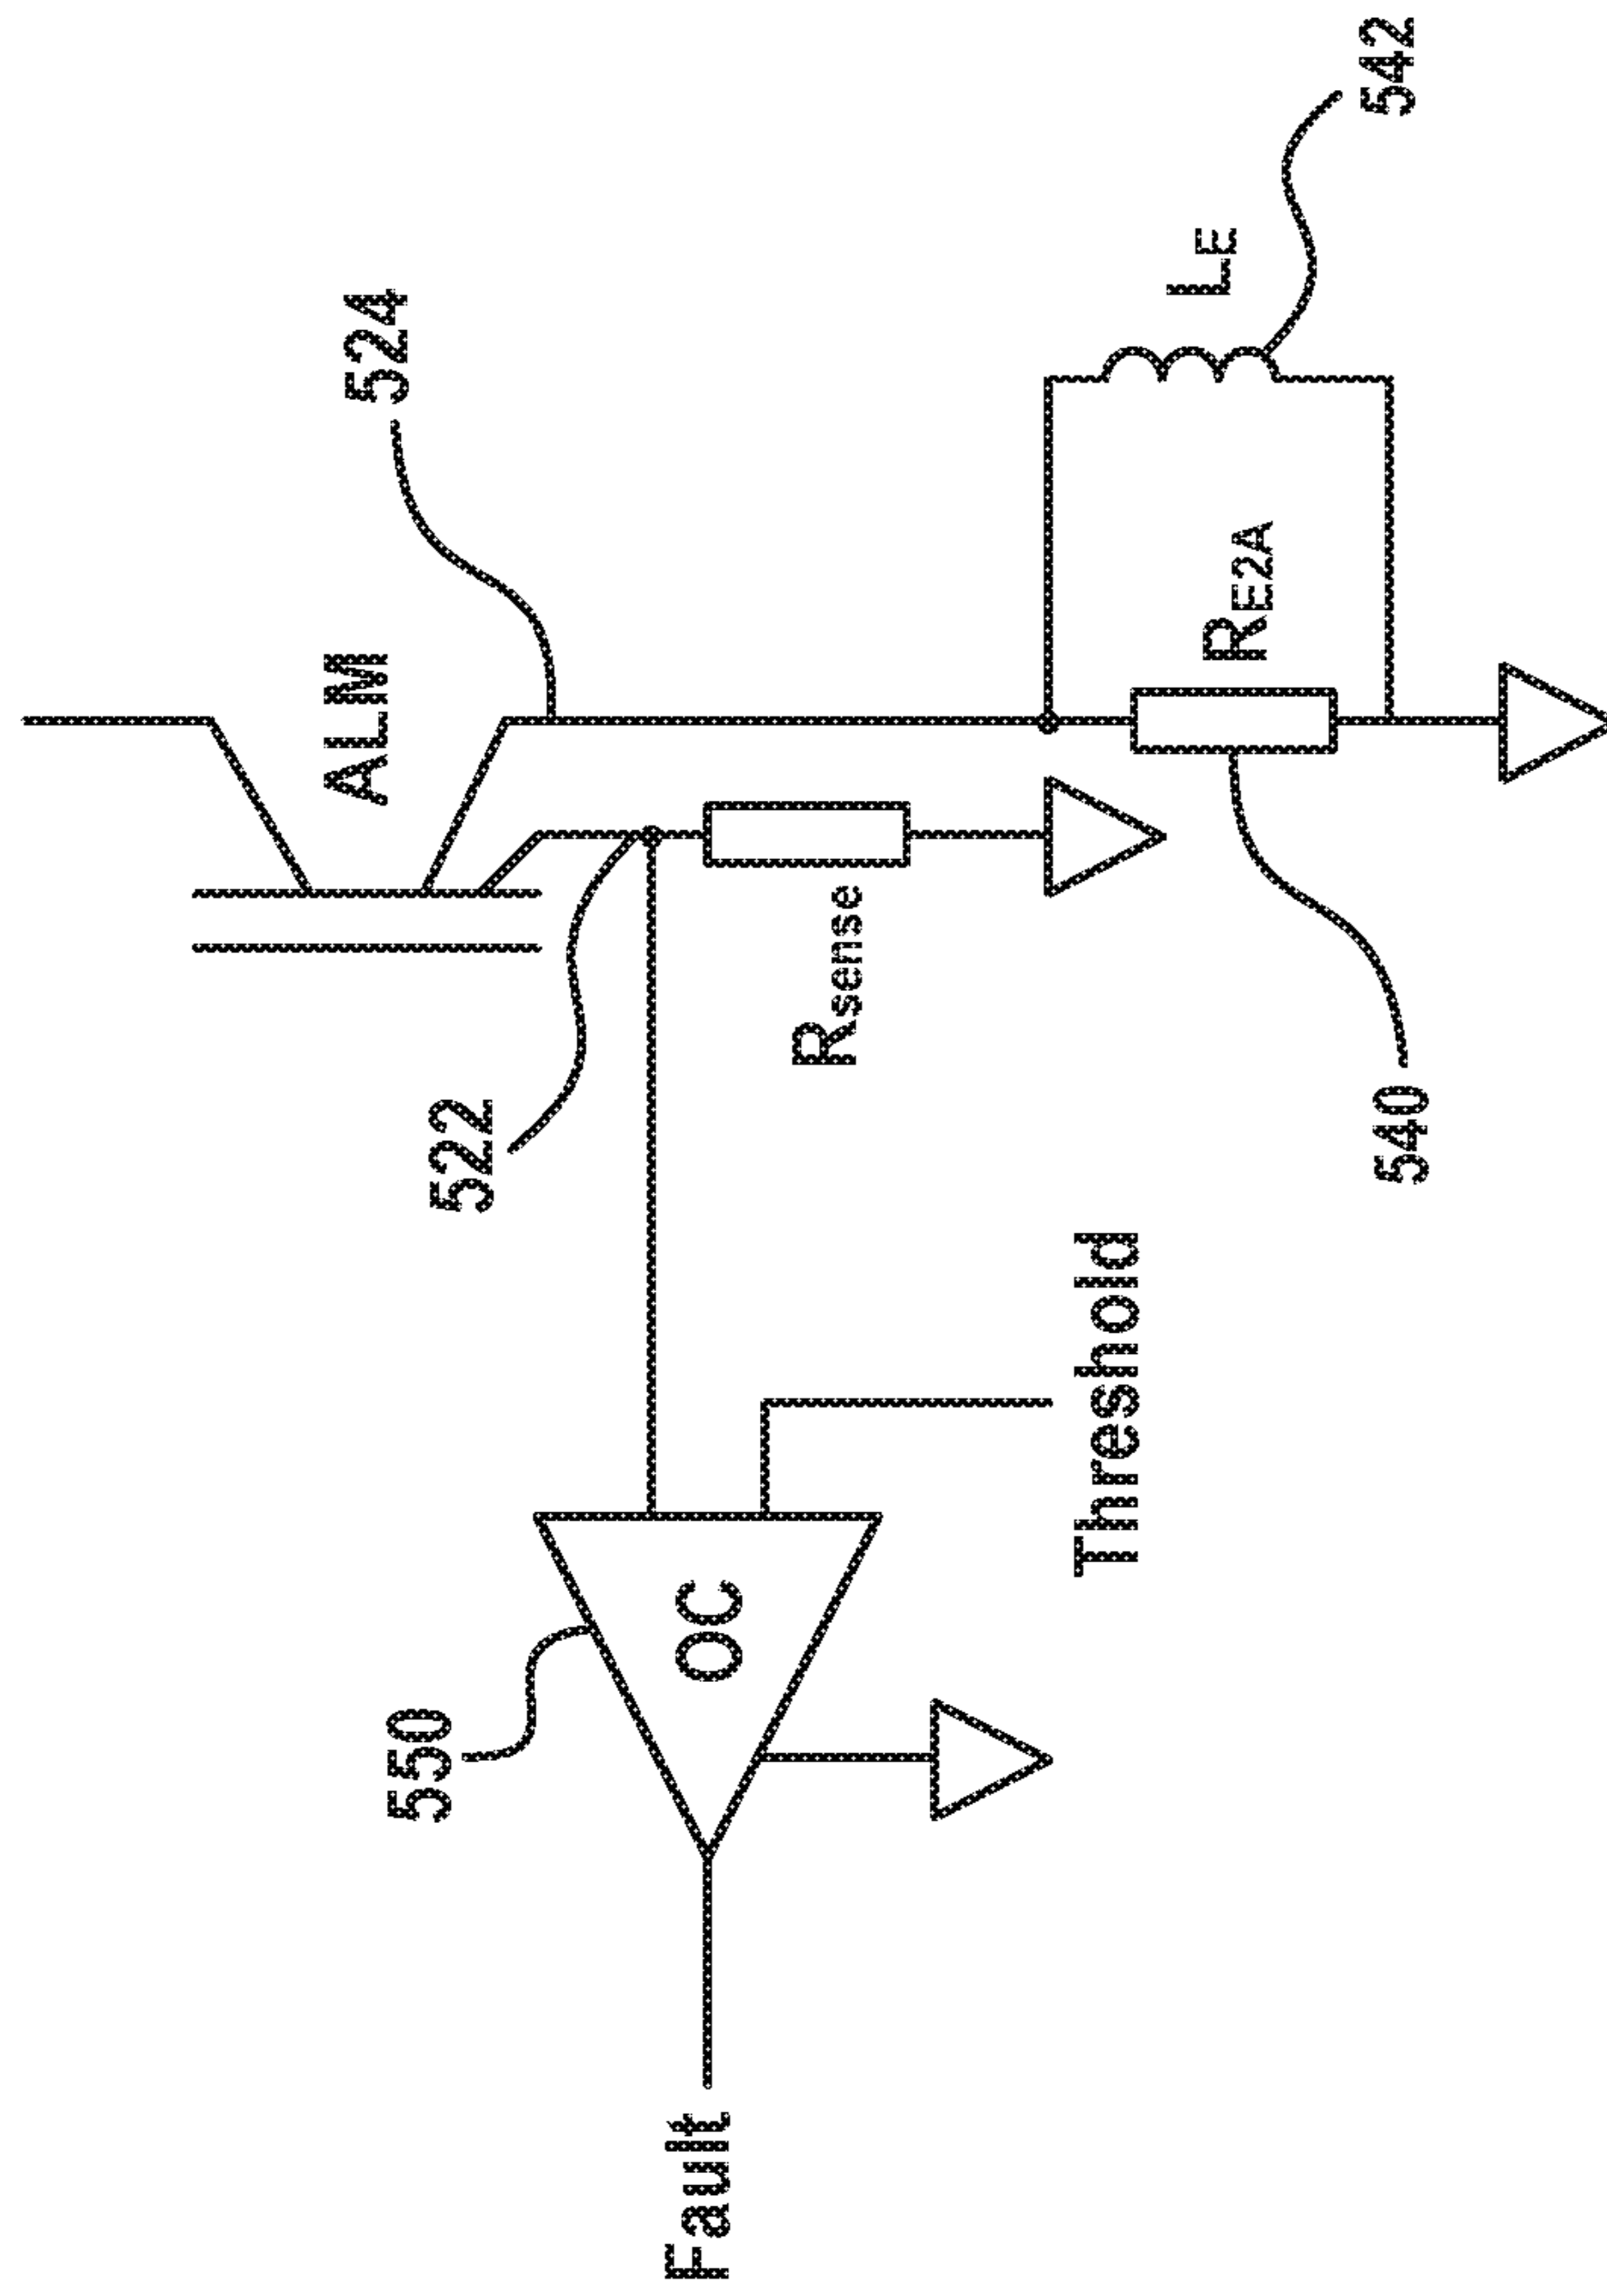 ALM
524
522
Rsense
LE
RE2A
542
540
550
OC
Threshold
Fault